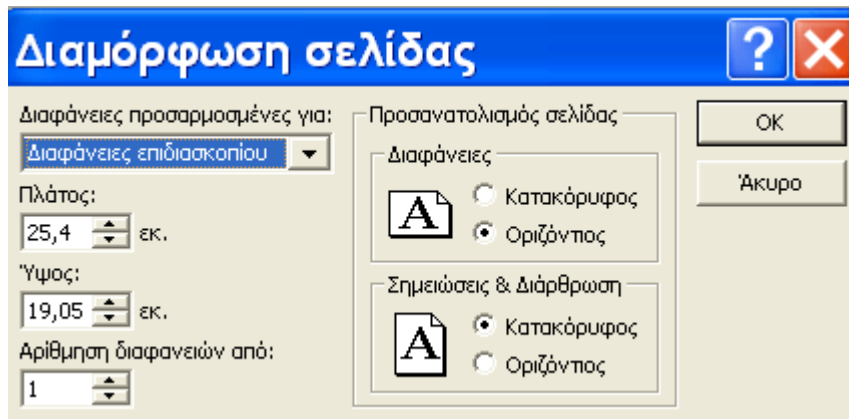 Διαμόρφωση σελίδας
Διαφάνειες προσαρμοσμένες για:
Διαφάνειες επιδιασκοπίου
Πλάτος:
25,4 εκ.
Ύψος:
19,05 εκ.
Αρίθμηση διαφανειών από:
1
Προσανατολισμός σελίδας
Διαφάνειες
A
Κατακόρυφος
Οριζόντιος
Σημειώσεις & Διάρθρωση
A
Κατακόρυφος
Οριζόντιος
OK
Άκυρο